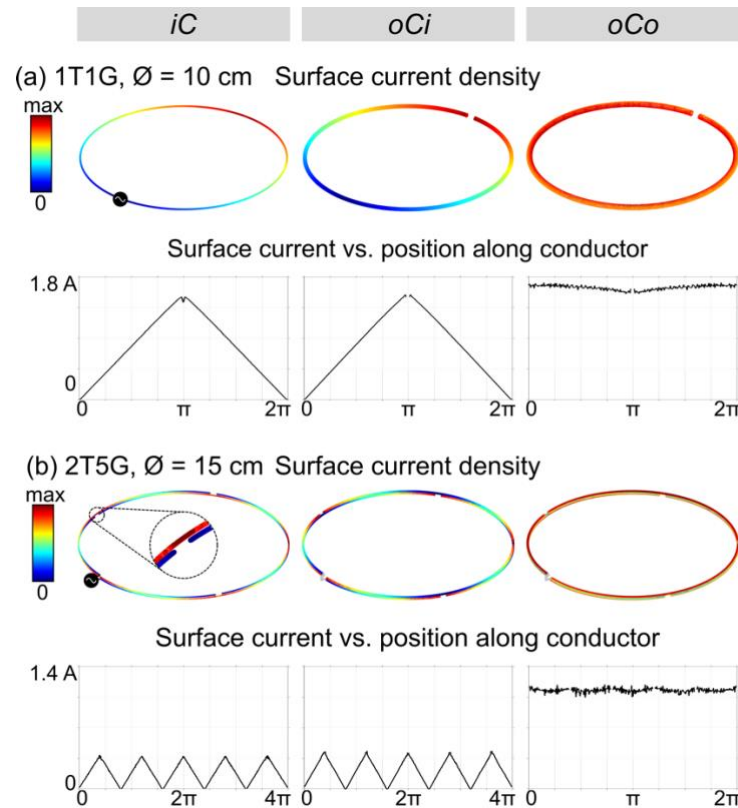 iC oCi oCo
(a) 1T1G, Ø = 10 cm Surface current density
max
0
Surface current vs. position along conductor
1.8 A
0
0 π 2π 0 π 2π 0 π 2π
(b) 2T5G, Ø = 15 cm Surface current density
max
0
Surface current vs. position along conductor
1.4 A
0
0 2π 4π 0 2π 4π 0 π 2π